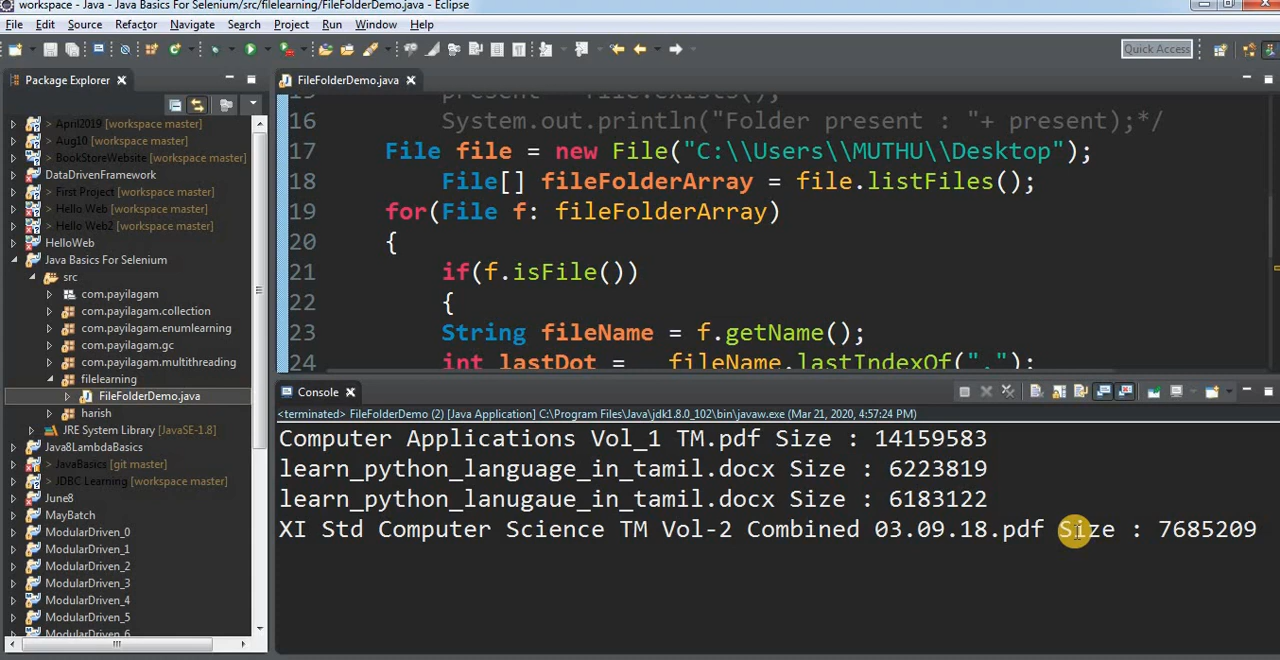 workspace - Java - Java Basics For Selenium/src/filelearning/FileFolderDemo.java - Eclipse
File Edit Source Refactor Navigate Search Project Run Window Help
Quick Access
Package Explorer
> April2019 [workspace master]
> Aug10 [workspace master]
> BookStoreWebsite [workspace master]
DataDrivenFramework
> First Project [workspace master]
> Hello Web [workspace master]
> Hello Web2 [workspace master]
HelloWeb
Java Basics For Selenium
src
com.payilagam
com.payilagam.collection
com.payilagam.enumlearning
com.payilagam.gc
com.payilagam.multithreading
filelearning
FileFolderDemo.java
harish
JRE System Library [JavaSE-1.8]
Java8LambdaBasics
> JavaBasics [git master]
> JDBC Learning [workspace master]
June8
MayBatch
ModularDriven_0
ModularDriven_1
ModularDriven_2
ModularDriven_3
ModularDriven_4
ModularDriven_5
ModularDriven_6
FileFolderDemo.java
15 present = file.exists();
16 System.out.println("Folder present : "+ present);*/
17 File file = new File("C:\\Users\\MUTHU\\Desktop");
18 File[] fileFolderArray = file.listFiles();
19 for(File f: fileFolderArray)
20 {
21 if(f.isFile())
22 {
23 String fileName = f.getName();
24 int lastDot = fileName.lastIndexOf(".");
Console
<terminated> FileFolderDemo (2) [Java Application] C:\Program Files\Java\jdk1.8.0_102\bin\javaw.exe (Mar 21, 2020, 4:57:24 PM)
Computer Applications Vol_1 TM.pdf Size : 14159583
learn_python_language_in_tamil.docx Size : 6223819
learn_python_lanugaue_in_tamil.docx Size : 6183122
XI Std Computer Science TM Vol-2 Combined 03.09.18.pdf Size : 7685209